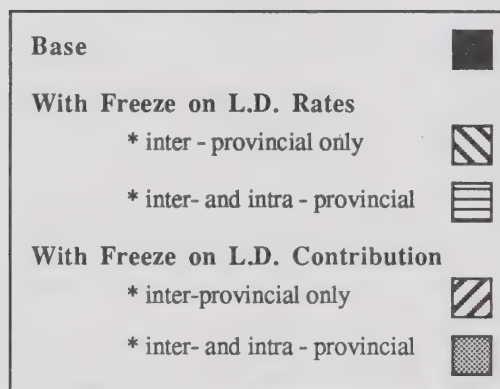 Base
With Freeze on L.D. Rates
* inter - provincial only
* inter- and intra - provincial
With Freeze on L.D. Contribution
* inter-provincial only
* inter- and intra - provincial